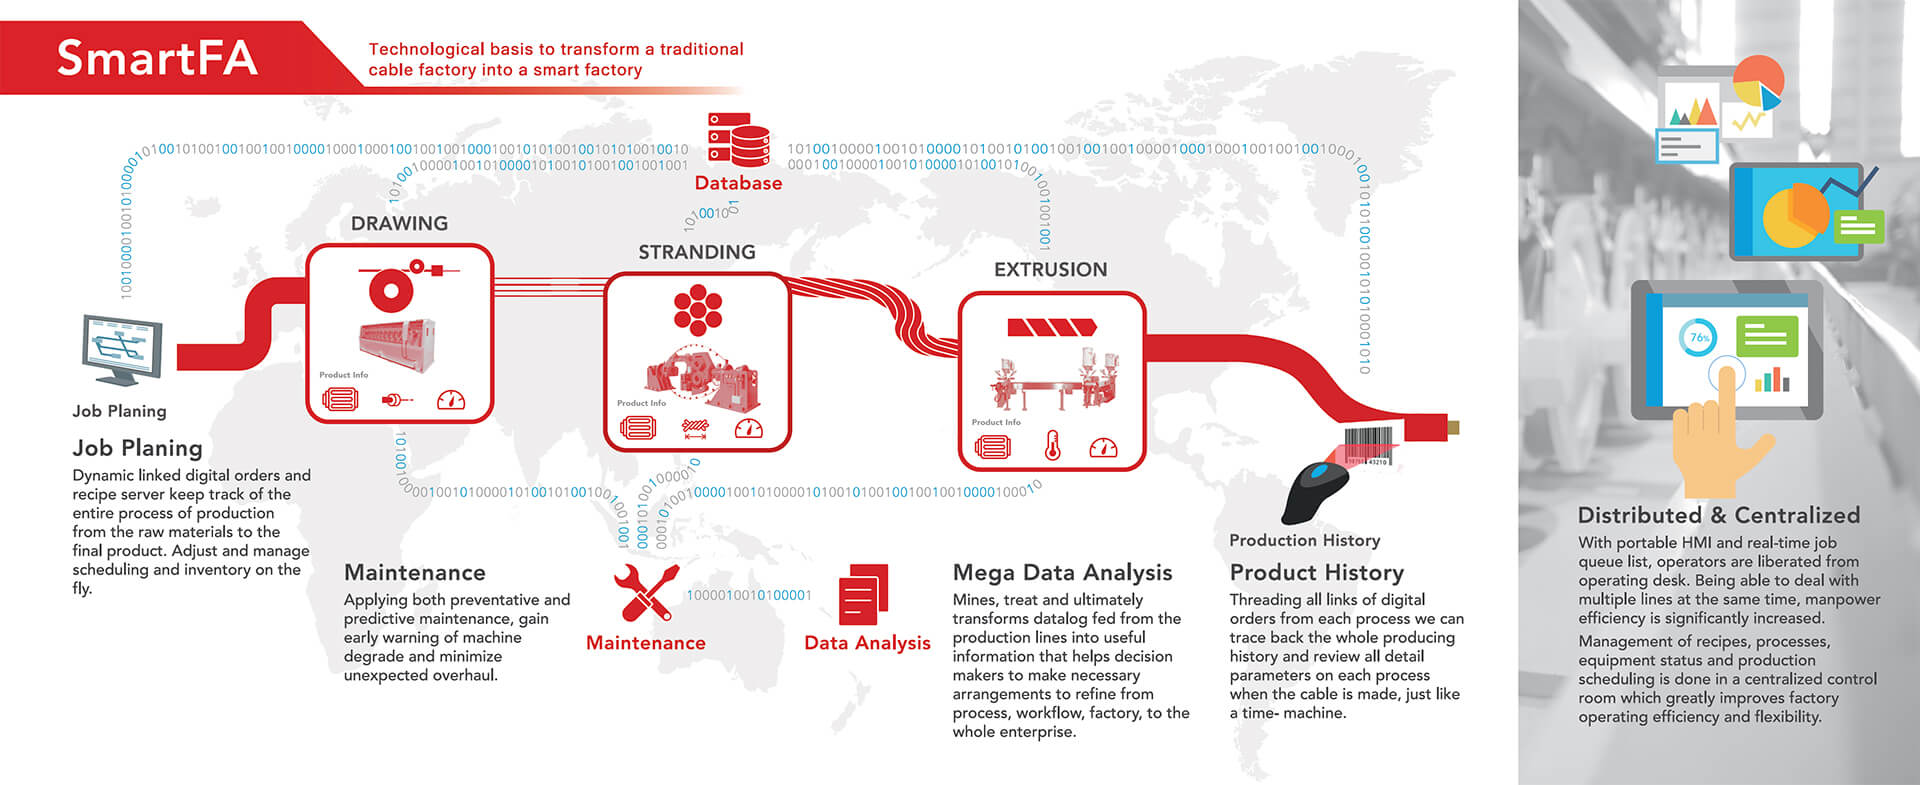 SmartFA
Technological basis to transform a traditional
cable factory into a smart factory
Database
DRAWING
STRANDING
EXTRUSION
Product Info
Product Info
Product Info
Job Planing
Job Planing
Dynamic linked digital orders and
recipe server keep track of the
entire process of production
from the raw materials to the
final product. Adjust and manage
scheduling and inventory on the
fly.
Maintenance
Applying both preventative and
predictive maintenance, gain
early warning of machine
degrade and minimize
unexpected overhaul.
Maintenance
1000010010100001
Data Analysis
Mega Data Analysis
Mines, treat and ultimately
transforms datalog fed from the
production lines into useful
information that helps decision
makers to make necessary
arrangements to refine from
process, workflow, factory, to the
whole enterprise.
43210
Production History
Product History
Threading all links of digital
orders from each process we can
trace back the whole producing
history and review all detail
parameters on each process
when the cable is made, just like
a time- machine.
76%
Distributed & Centralized
With portable HMI and real-time job
queue list, operators are liberated from
operating desk. Being able to deal with
multiple lines at the same time, manpower
efficiency is significantly increased.
Management of recipes, processes,
equipment status and production
scheduling is done in a centralized control
room which greatly improves factory
operating efficiency and flexibility.